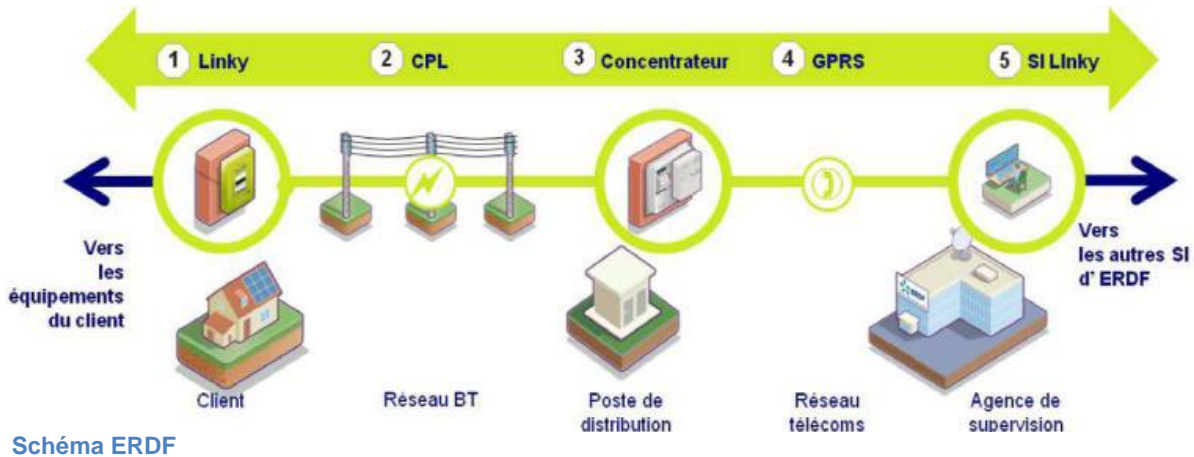 1 Linky
2 CPL
3 Concentrateur
4 GPRS
5 SI LInky
Vers
les
équipements
du client
Vers
les autres SI
d' ERDF
ERDF
Client
Réseau BT
Poste de
distribution
Réseau
télécoms
Agence de
supervision
Schéma ERDF